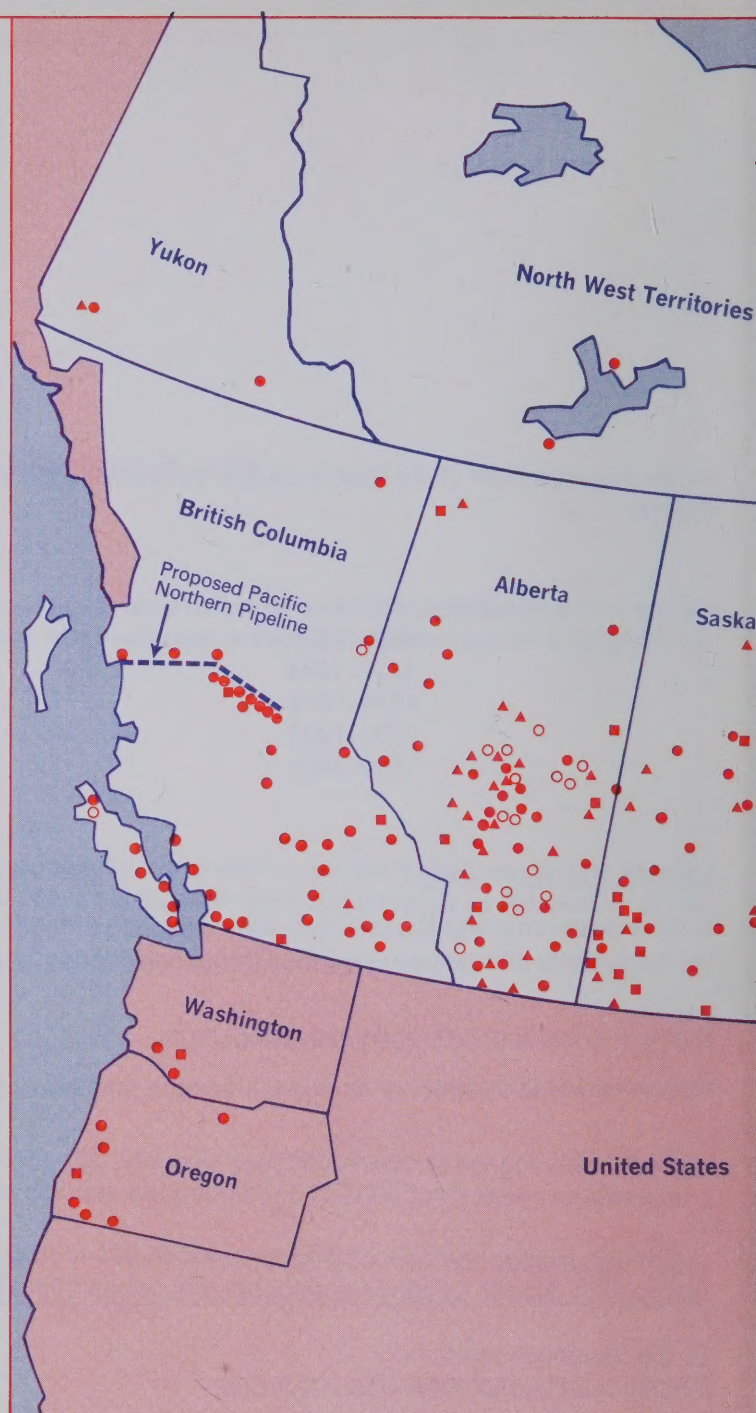 Yukon
North West Territories
British Columbia
Proposed Pacific
Northern Pipeline
Alberta
Saska
Washington
Oregon
United States